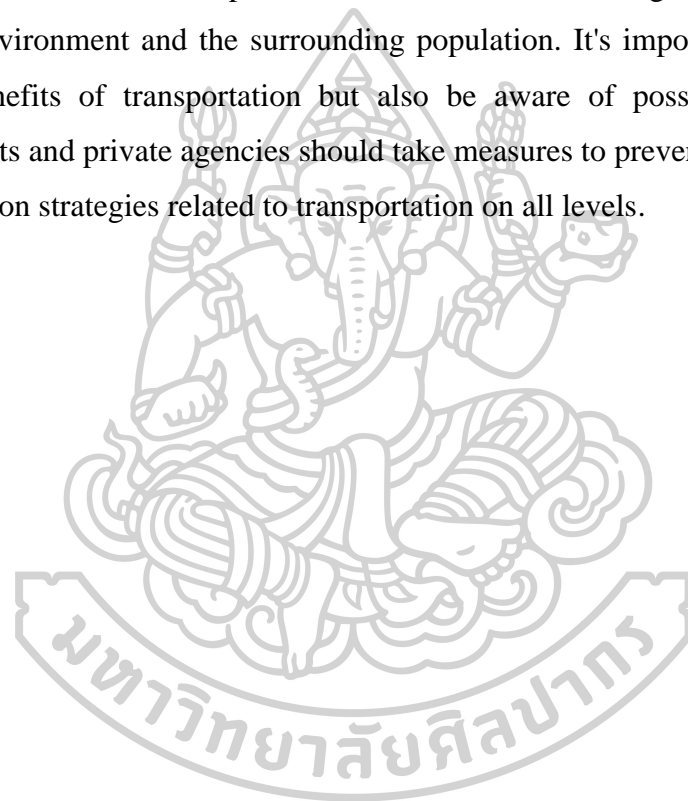 vironment and the surrounding population. It's impo
nefits of transportation but also be aware of poss
ts and private agencies should take measures to preve
on strategies related to transportation on all levels.
มหาวิทยาลัยศิลปากร